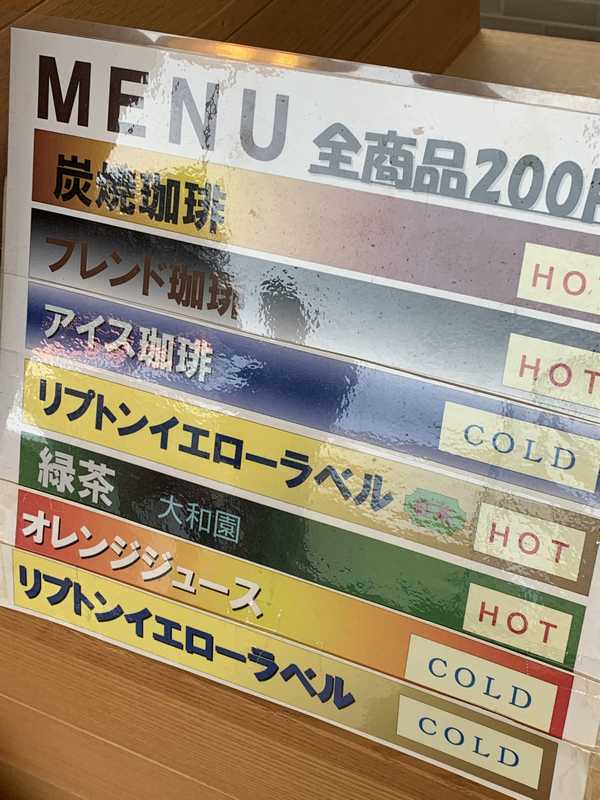 MENU
全商品200円
炭焼珈琲 HOT
ブレンド珈琲 HOT
アイス珈琲 COLD
リプトンイエローラベル HOT
緑茶 大和園 HOT
オレンジジュース COLD
リプトンイエローラベル COLD